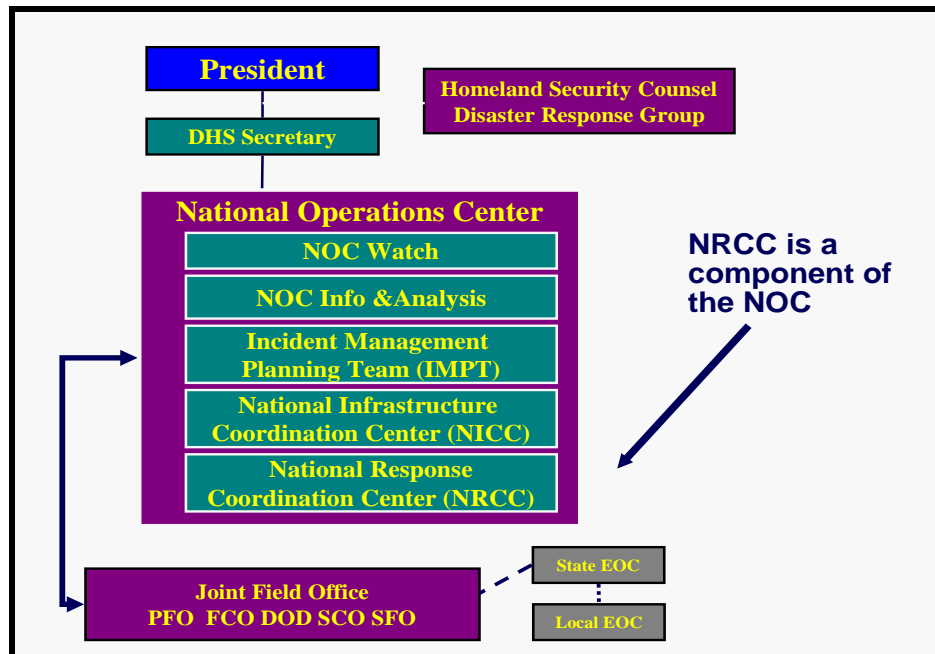 President
Homeland Security Counsel
Disaster Response Group
DHS Secretary
National Operations Center
NOC Watch
NOC Info &Analysis
Incident Management
Planning Team (IMPT)
National Infrastructure
Coordination Center (NICC)
National Response
Coordination Center (NRCC)
NRCC is a
component of
the NOC
Joint Field Office
PFO FCO DOD SCO SFO
State EOC
Local EOC